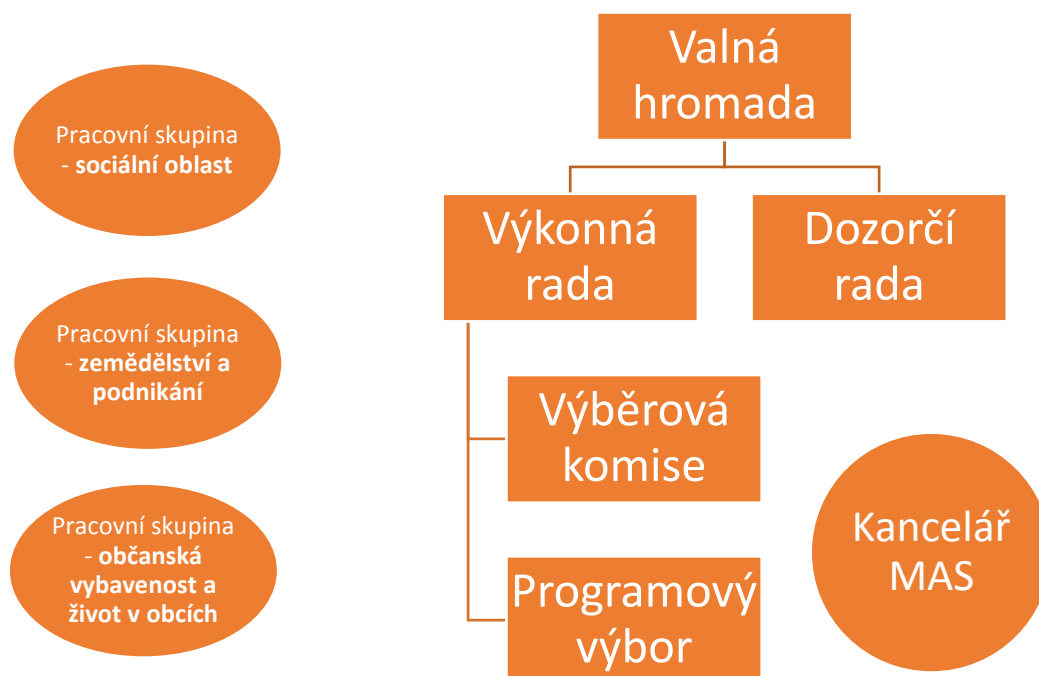 Valná
hromada
Pracovní skupina
- sociální oblast
Výkonná
rada
Dozorčí
rada
Pracovní skupina
- zemědělství a
podnikání
Výběrová
komise
Kancelář
MAS
Pracovní skupina
- občanská
vybavenost a
život v obcích
Programový
výbor